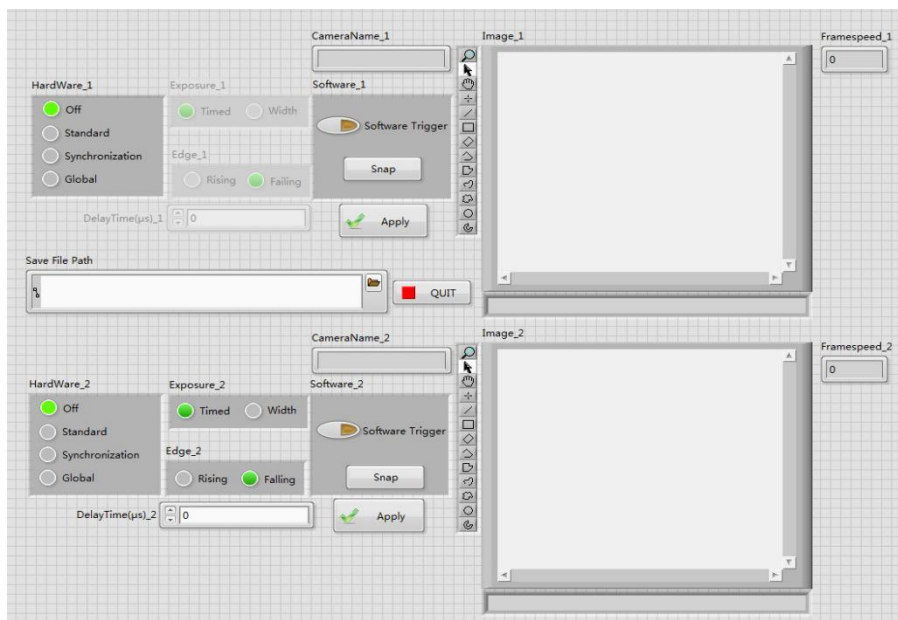 CameraName_1
Image_1
Framespeed_1
0
HardWare_1
Exposure_1
Software_1
Off
Timed
Width
Standard
Software Trigger
Synchronization
Edge_1
Snap
Global
Rising
Falling
DelayTime(µs)_1
0
Apply
Save File Path
QUIT
CameraName_2
Image_2
Framespeed_2
0
HardWare_2
Exposure_2
Software_2
Off
Timed
Width
Standard
Software Trigger
Synchronization
Edge_2
Global
Rising
Falling
Snap
DelayTime(µs)_2
0
Apply